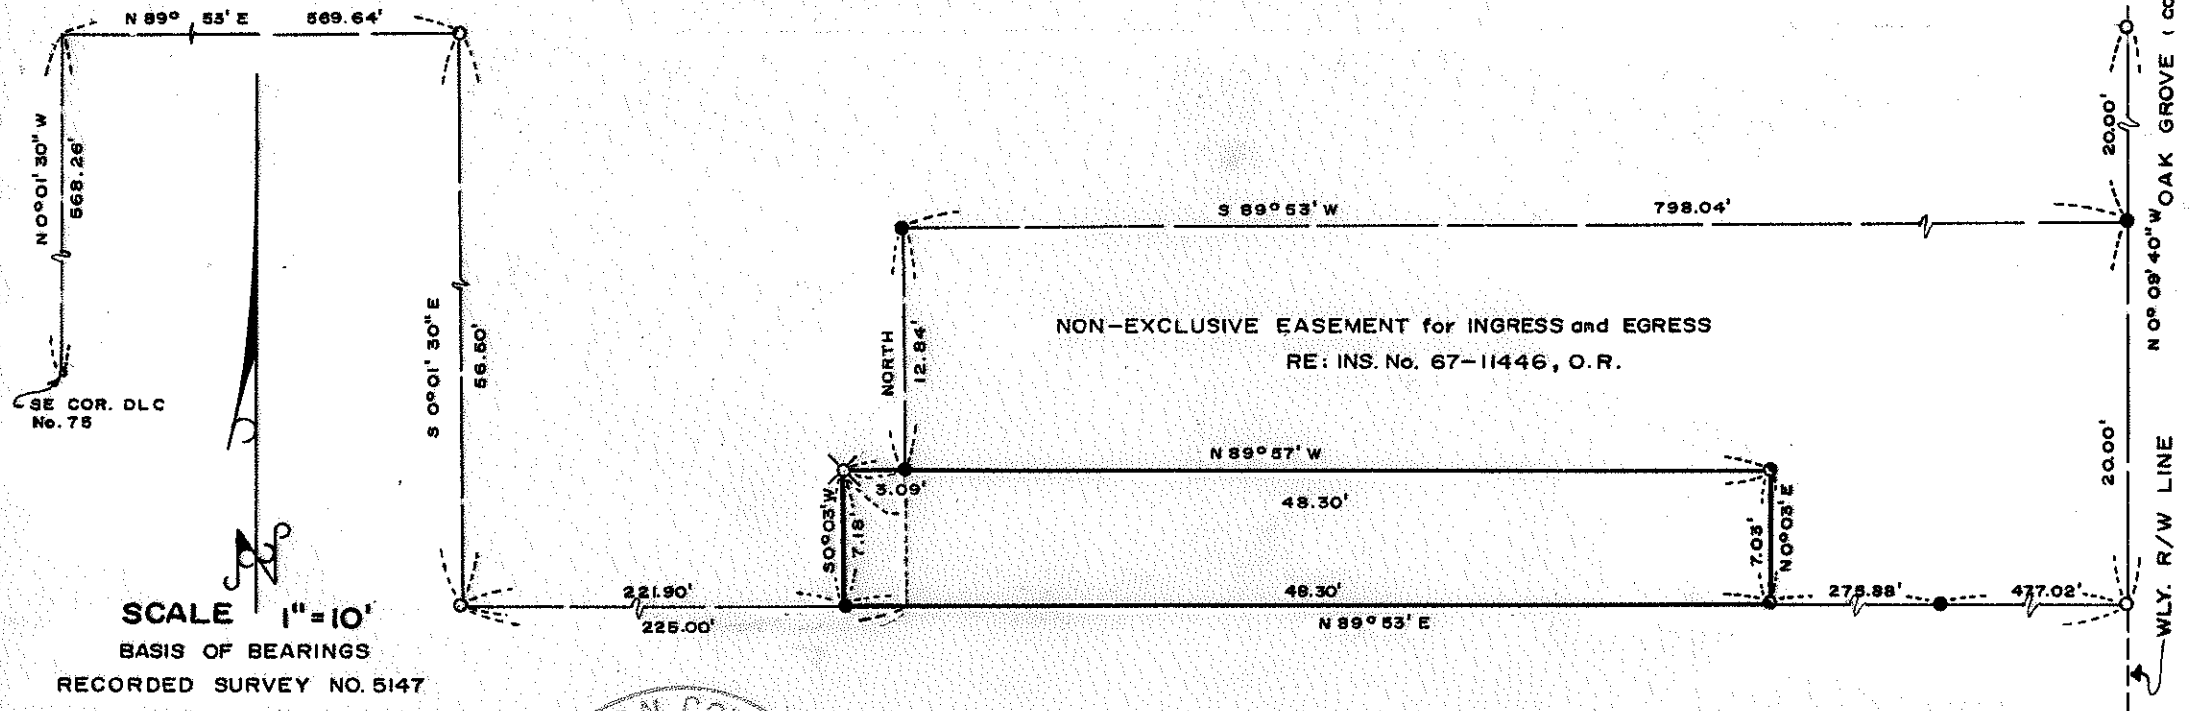 N 89° 53' E 569.64'
N 0° 01' 30" W
568.26'
SE COR. DLC
No. 75
S 0° 01' 30" E
56.50'
SCALE 1"=10'
BASIS OF BEARINGS
RECORDED SURVEY NO. 5147
221.90'
225.00'
S 89° 53' W 798.04'
NORTH
12.84'
NON-EXCLUSIVE EASEMENT for INGRESS and EGRESS
RE: INS. No. 67-11446, O.R.
N 89° 57' W
3.09'
48.30'
S 0° 03' W
7.18'
7.03'
N 0° 03' E
48.30'
N 89° 53' E
275.88'
477.02'
20.00'
OAK GROVE
N 0° 09' 40" W
20.00'
WLY. R/W LINE